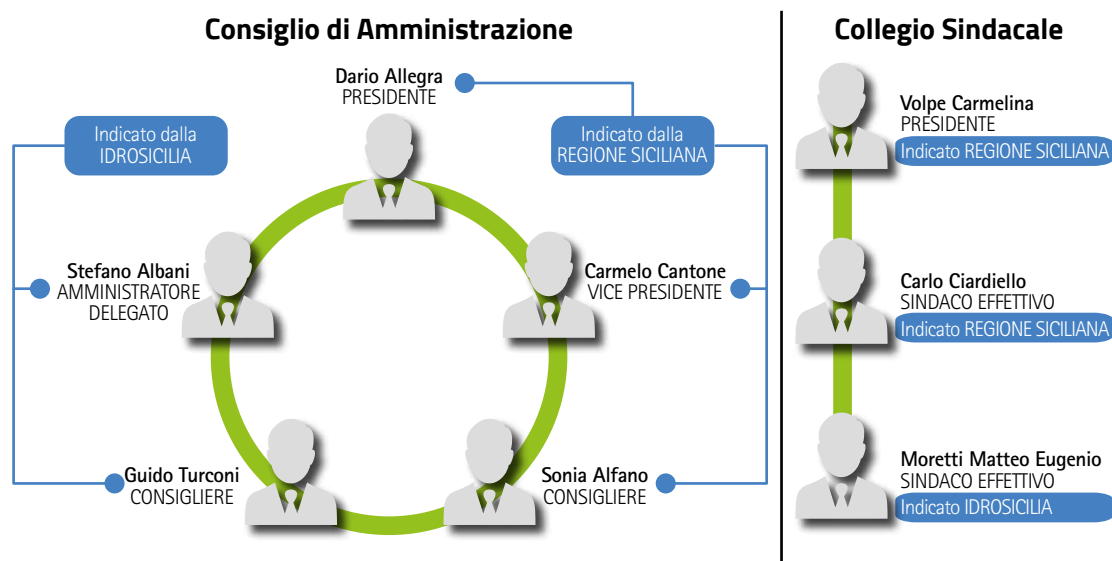 Consiglio di Amministrazione
Dario Allegra
PRESIDENTE
Indicato dalla
IDROSICILIA
Indicato dalla
REGIONE SICILIANA
Stefano Albani
AMMINISTRATORE
DELEGATO
Carmelo Cantone
VICE PRESIDENTE
Guido Turconi
CONSIGLIERE
Sonia Alfano
CONSIGLIERE
Collegio Sindacale
Volpe Carmelina
PRESIDENTE
Indicato REGIONE SICILIANA
Carlo Ciardiello
SINDACO EFFETTIVO
Indicato REGIONE SICILIANA
Moretti Matteo Eugenio
SINDACO EFFETTIVO
Indicato IDROSICILIA